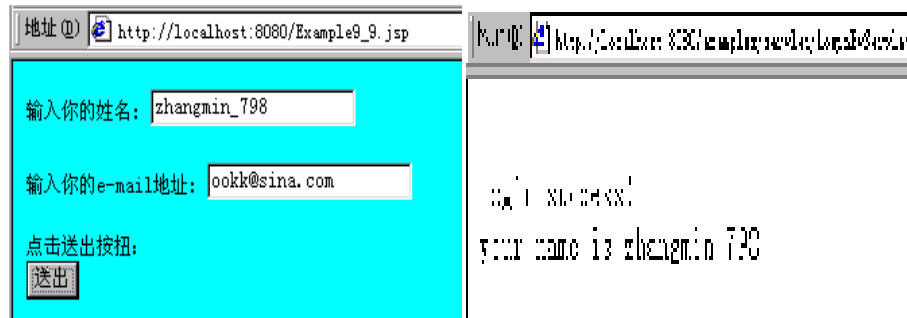 地址(D) http://localhost:8080/Example9_9.jsp
输入你的姓名: zhangmin_798
输入你的e-mail地址: ookk@sina.com
点击送出按扭:
送出
your name is zhangmin